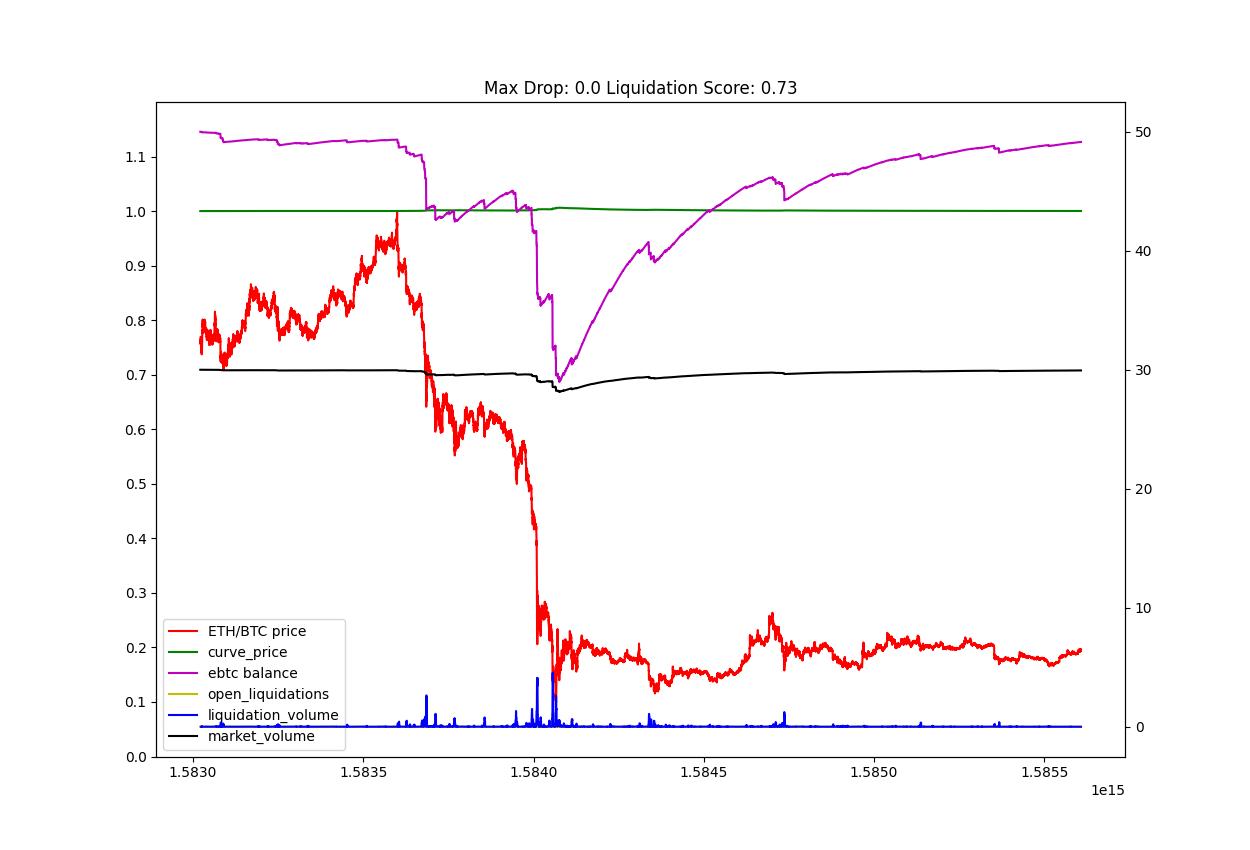 Max Drop: 0.0 Liquidation Score: 0.73
1.1
1.0
0.9
0.8
0.7
0.6
0.5
0.4
0.3
0.2
0.1
0.0
50
40
30
20
10
0
ETH/BTC price
curve_price
ebtc balance
open_liquidations
liquidation_volume
market_volume
1.5830 1.5835 1.5840 1.5845 1.5850 1.5855
1e15